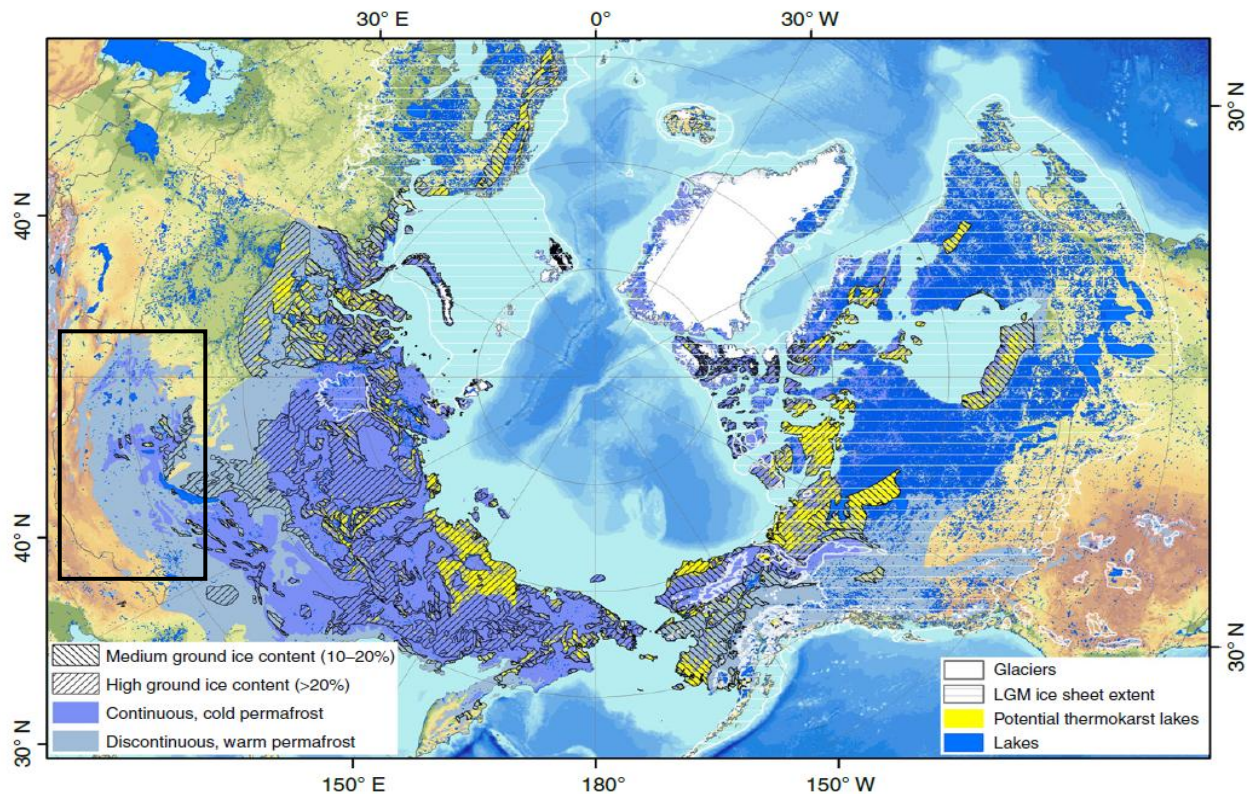 30° E
0°
30° W
40° N
40° N
30° N
30° N
30° N
Medium ground ice content (10–20%)
High ground ice content (>20%)
Continuous, cold permafrost
Discontinuous, warm permafrost
Glaciers
LGM ice sheet extent
Potential thermokarst lakes
Lakes
150° E
180°
150° W